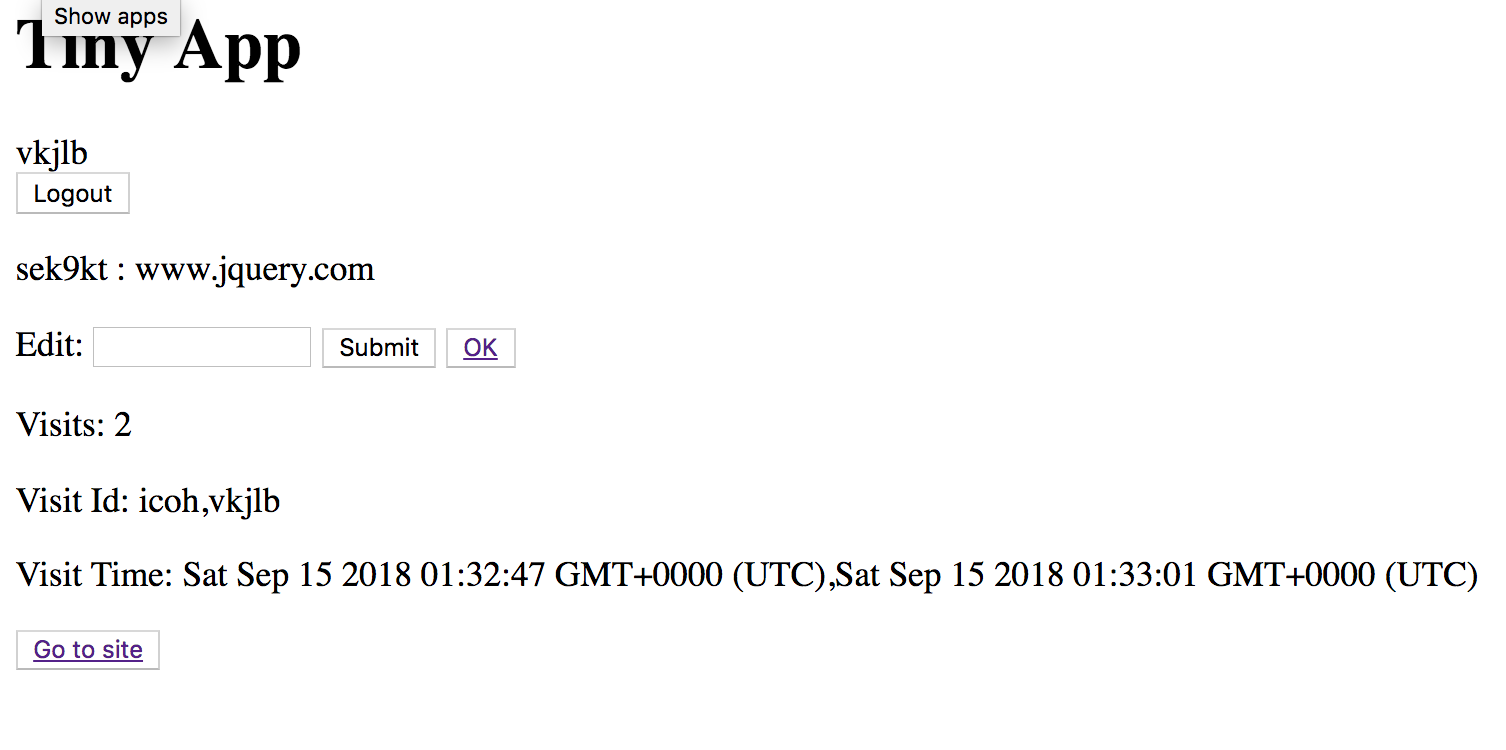 Show apps
Tiny App
vkjlb
Logout
sek9kt : www.jquery.com
Edit: Submit OK
Visits: 2
Visit Id: icoh,vkjlb
Visit Time: Sat Sep 15 2018 01:32:47 GMT+0000 (UTC),Sat Sep 15 2018 01:33:01 GMT+0000 (UTC)
Go to site